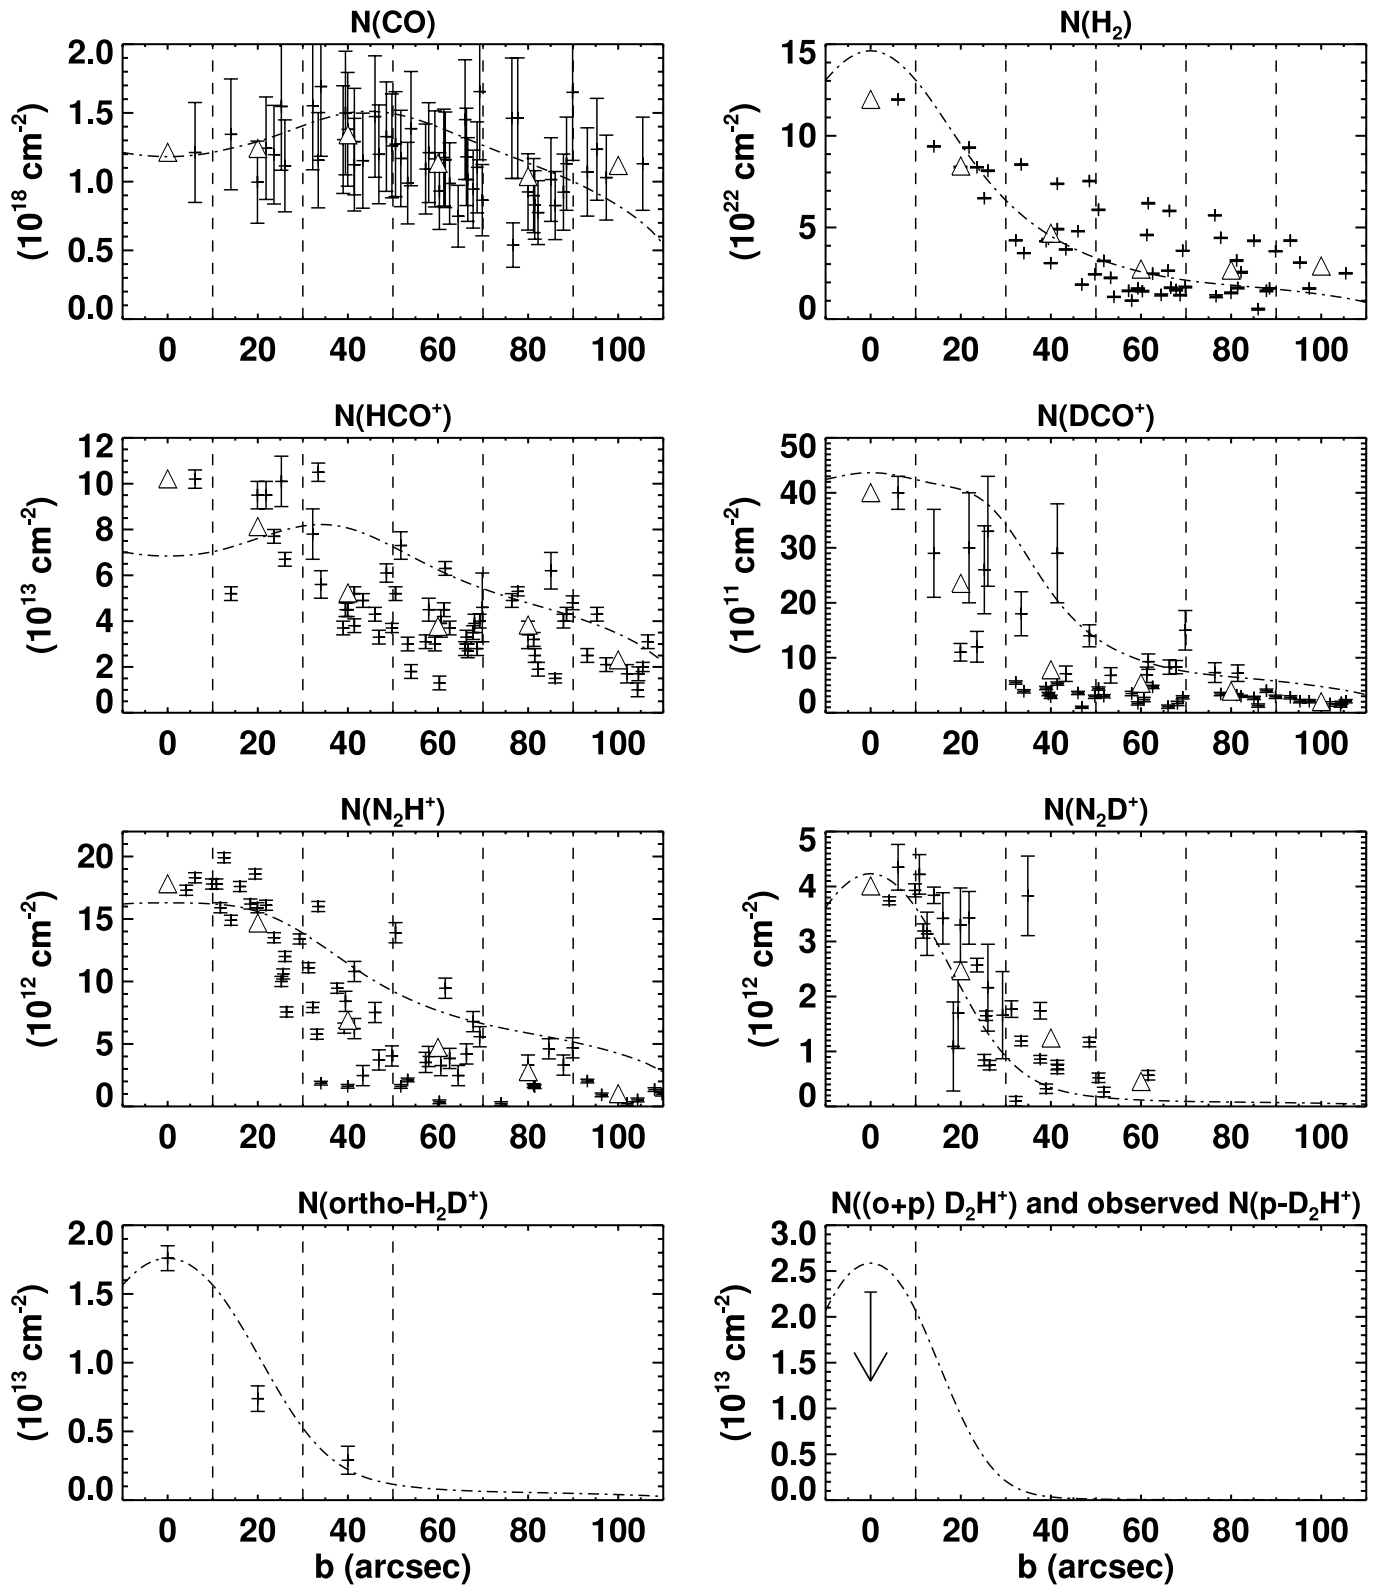 N(CO)
(10^18 cm^-2)
2.0
1.5
1.0
0.5
0.0
0 20 40 60 80 100
N(H₂)
(10^22 cm^-2)
15
10
5
0
0 20 40 60 80 100
N(HCO⁺)
(10^13 cm^-2)
12
10
8
6
4
2
0
0 20 40 60 80 100
N(DCO⁺)
(10^11 cm^-2)
50
40
30
20
10
0
0 20 40 60 80 100
N(N₂H⁺)
(10^12 cm^-2)
20
15
10
5
0
0 20 40 60 80 100
N(N₂D⁺)
(10^12 cm^-2)
5
4
3
2
1
0
0 20 40 60 80 100
N(ortho-H₂D⁺)
(10^13 cm^-2)
2.0
1.5
1.0
0.5
0.0
0 20 40 60 80 100
b (arcsec)
N((o+p) D₂H⁺) and observed N(p-D₂H⁺)
(10^13 cm^-2)
3.0
2.5
2.0
1.5
1.0
0.5
0.0
0 20 40 60 80 100
b (arcsec)